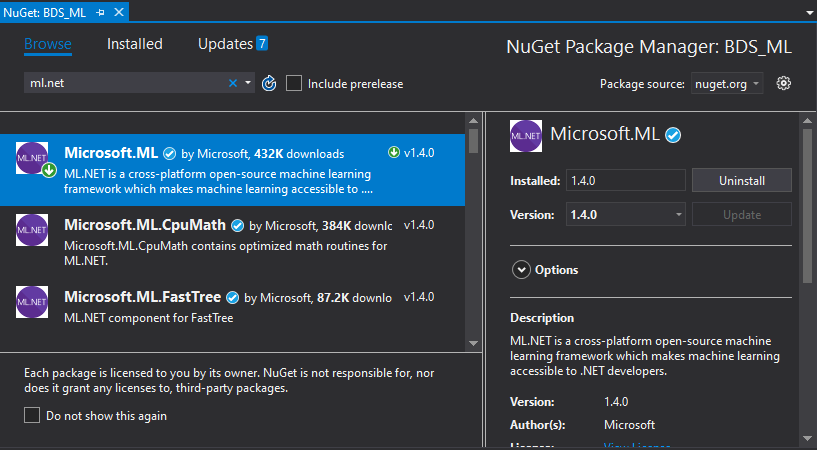 NuGet: BDS_ML
Browse Installed Updates 7
NuGet Package Manager: BDS_ML
ml.net
Include prerelease
Package source: nuget.org
ML.NET
Microsoft.ML by Microsoft, 432K downloads v1.4.0
ML.NET is a cross-platform open-source machine learning
framework which makes machine learning accessible to ....
ML.NET
Microsoft.ML.CpuMath by Microsoft, 384K downlc v1.4.0
Microsoft.ML.CpuMath contains optimized math routines for
ML.NET.
ML.NET
Microsoft.ML.FastTree by Microsoft, 87.2K downlo v1.4.0
ML.NET component for FastTree
Each package is licensed to you by its owner. NuGet is not responsible for, nor
does it grant any licenses to, third-party packages.
Do not show this again
ML.NET
Microsoft.ML
Installed: 1.4.0 Uninstall
Version: 1.4.0 Update
Options
Description
ML.NET is a cross-platform open-source machine
learning framework which makes machine learning
accessible to .NET developers.
Version: 1.4.0
Author(s): Microsoft
License: View License